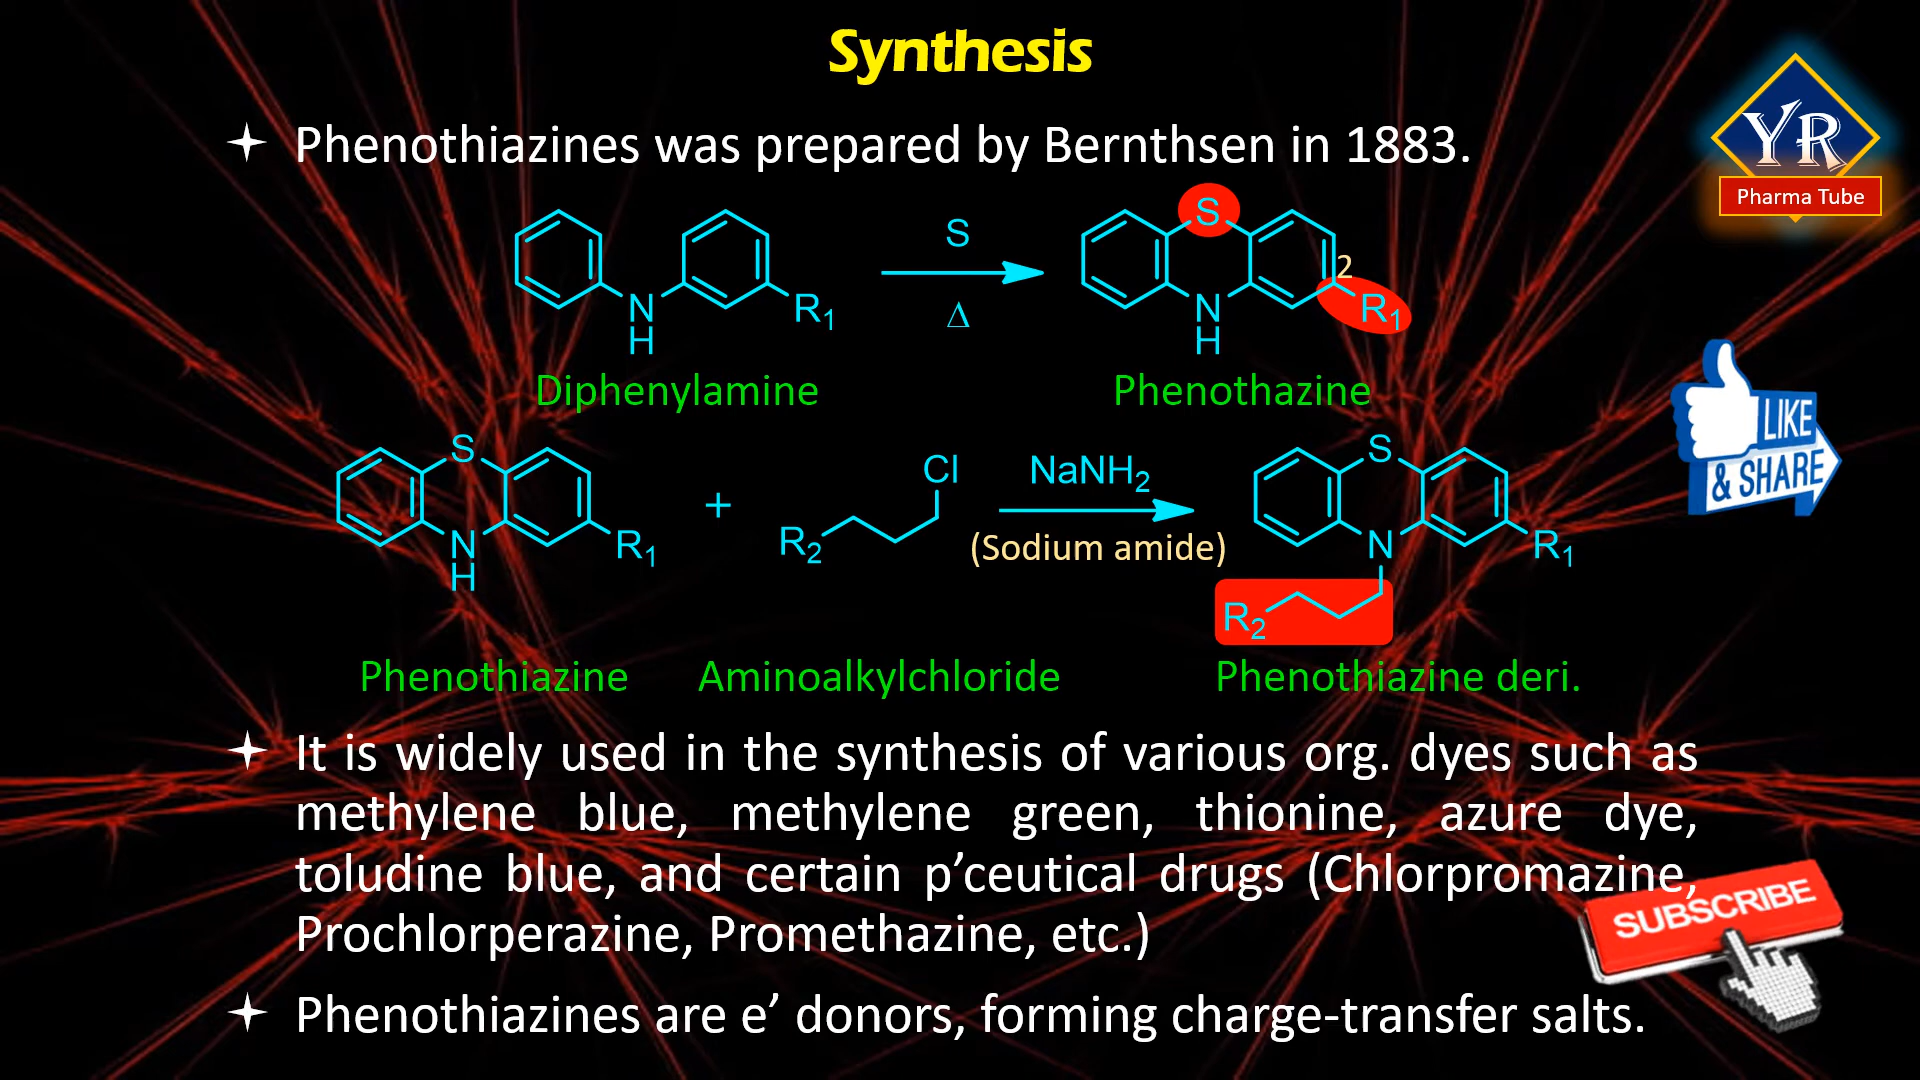 Synthesis
YR
Pharma Tube
Phenothiazines was prepared by Bernthsen in 1883.
N
H
R1
S
Δ
S
N
H
2
R1
Diphenylamine
Phenothazine
S
N
H
R1
+
R2
Cl
NaNH2
(Sodium amide)
S
N
R1
R2
LIKE
& SHARE
Phenothiazine
Aminoalkylchloride
Phenothiazine deri.
It is widely used in the synthesis of various org. dyes such as
methylene blue, methylene green, thionine, azure dye,
toludine blue, and certain p’ceutical drugs (Chlorpromazine,
Prochlorperazine, Promethazine, etc.)
SUBSCRIBE
Phenothiazines are e’ donors, forming charge-transfer salts.